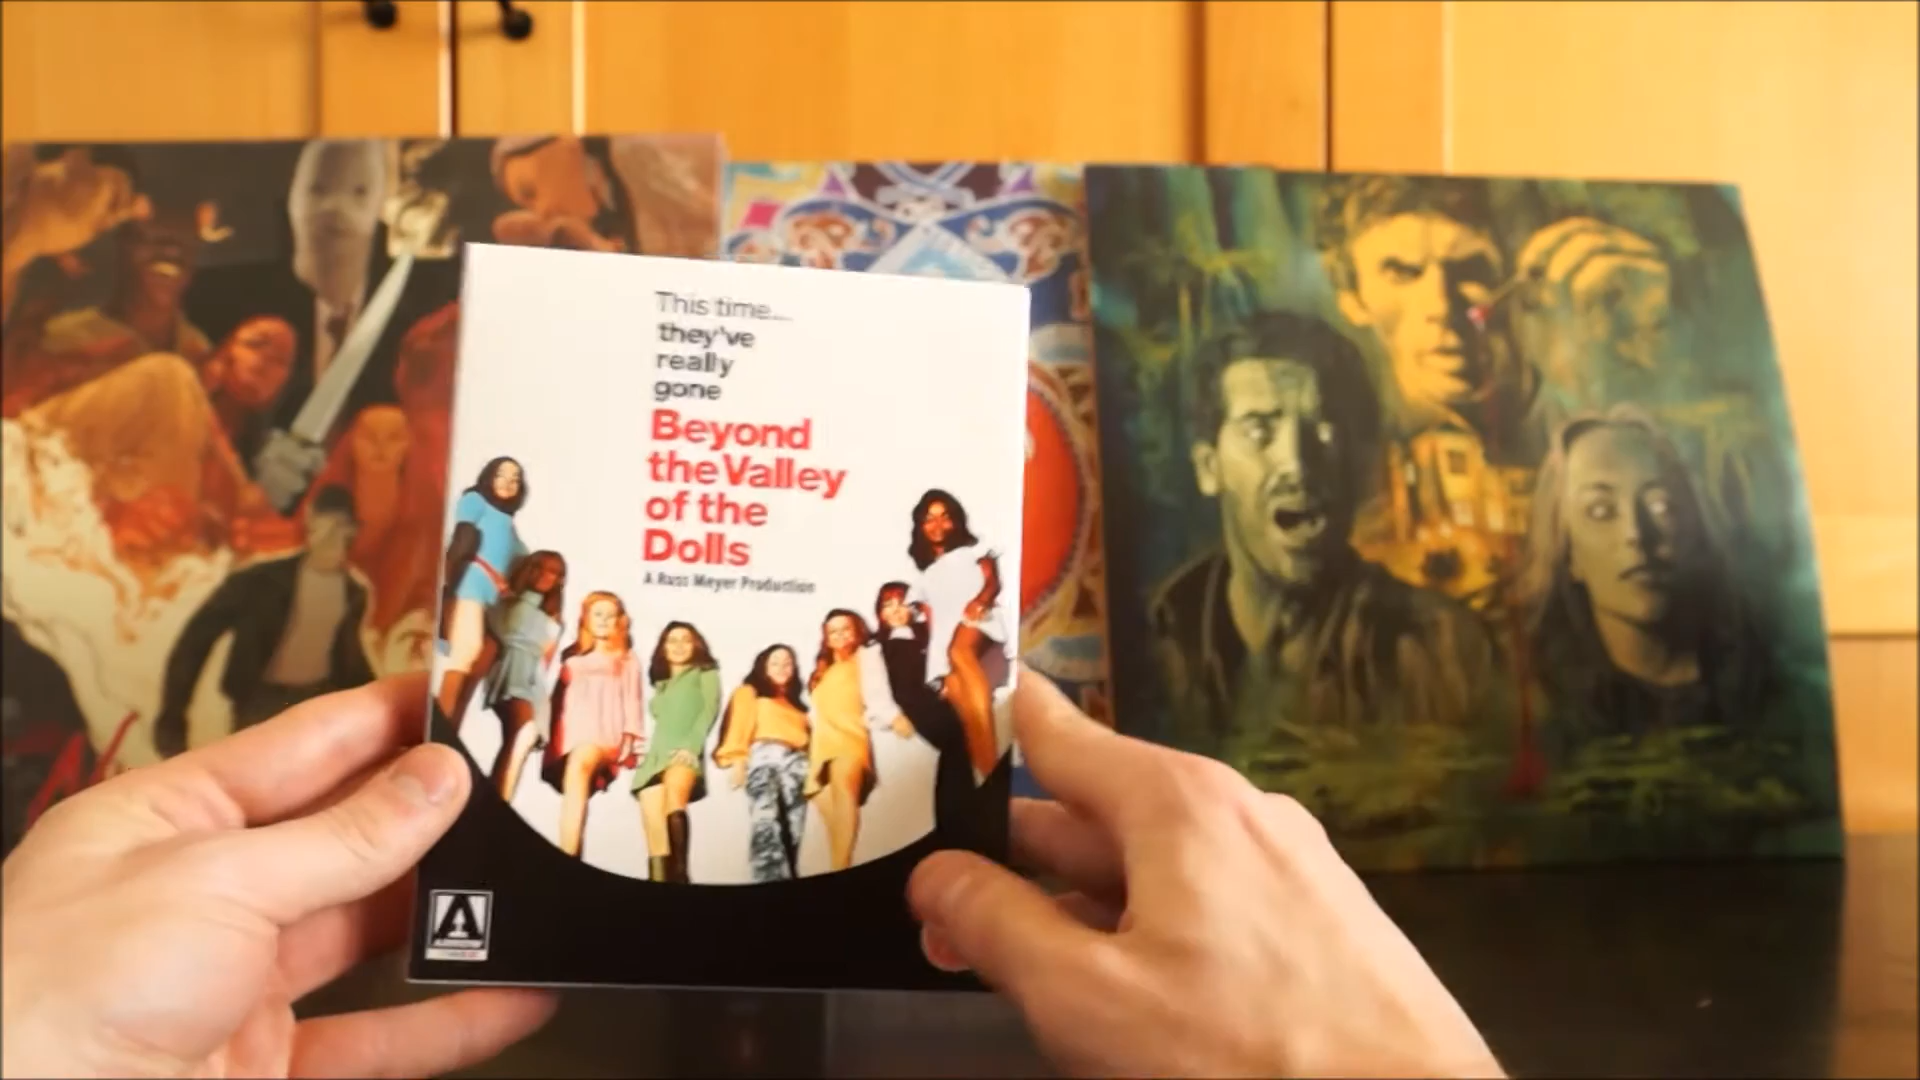 This time...
they've
really
gone
Beyond
the Valley
of the
Dolls
A Russ Meyer Production
A